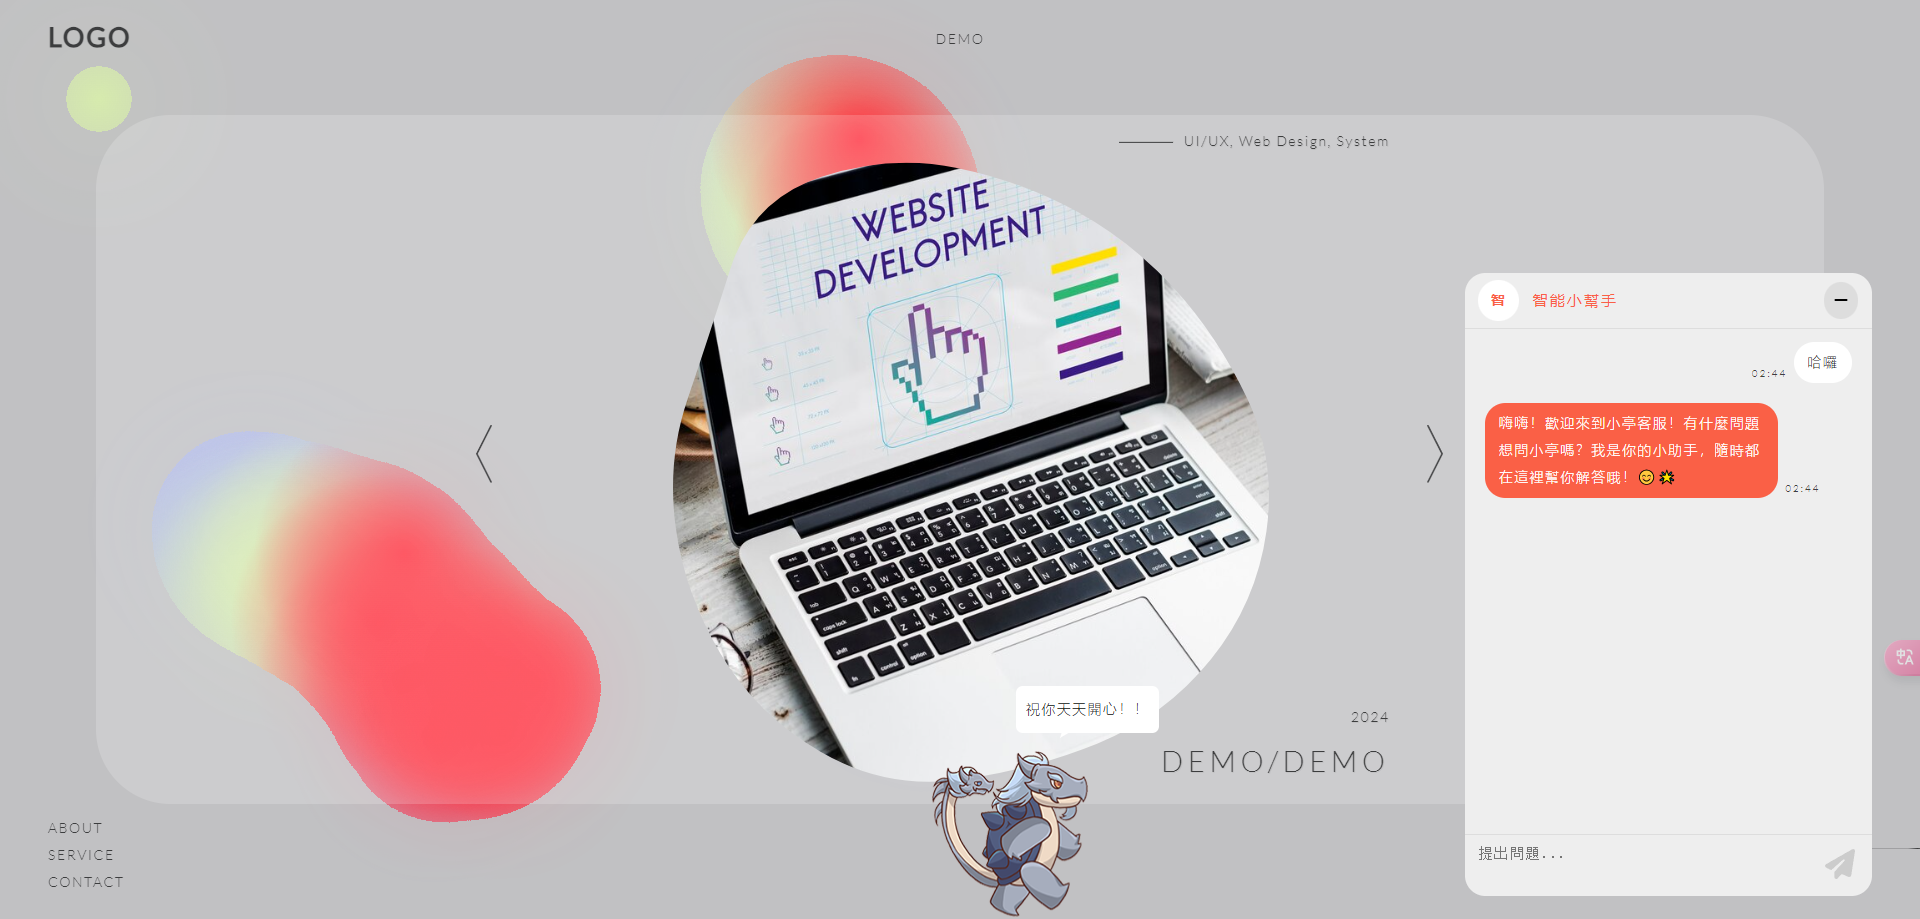 LOGO
DEMO
UI/UX, Web Design, System
WEBSITE
DEVELOPMENT
智
智能小幫手
哈囉
02:44
嗨嗨！歡迎來到小亭客服！有什麼問題
想問小亭嗎？我是你的小助手，隨時都
在這裡幫你解答哦！😊🌟
02:44
祝你天天開心！！
2024
DEMO/DEMO
ABOUT
SERVICE
CONTACT
提出問題...